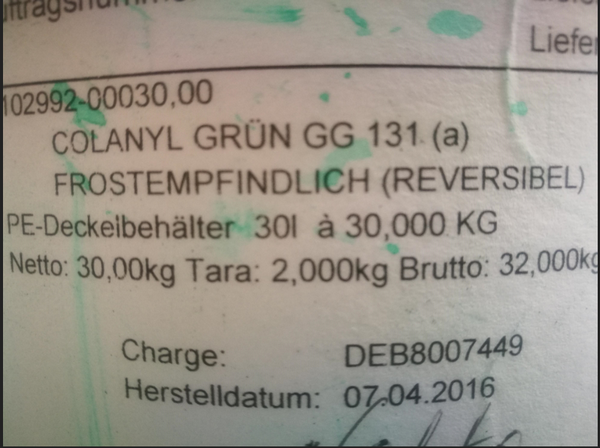 Liefer
102992-00030,00
COLANYL GRÜN GG 131 (a)
FROSTEMPFINDLICH (REVERSIBEL)
PE-Deckelbehälter 30l à 30,000 KG
Netto: 30,00kg Tara: 2,000kg Brutto: 32,000kg
Charge: DEB8007449
Herstelldatum: 07.04.2016